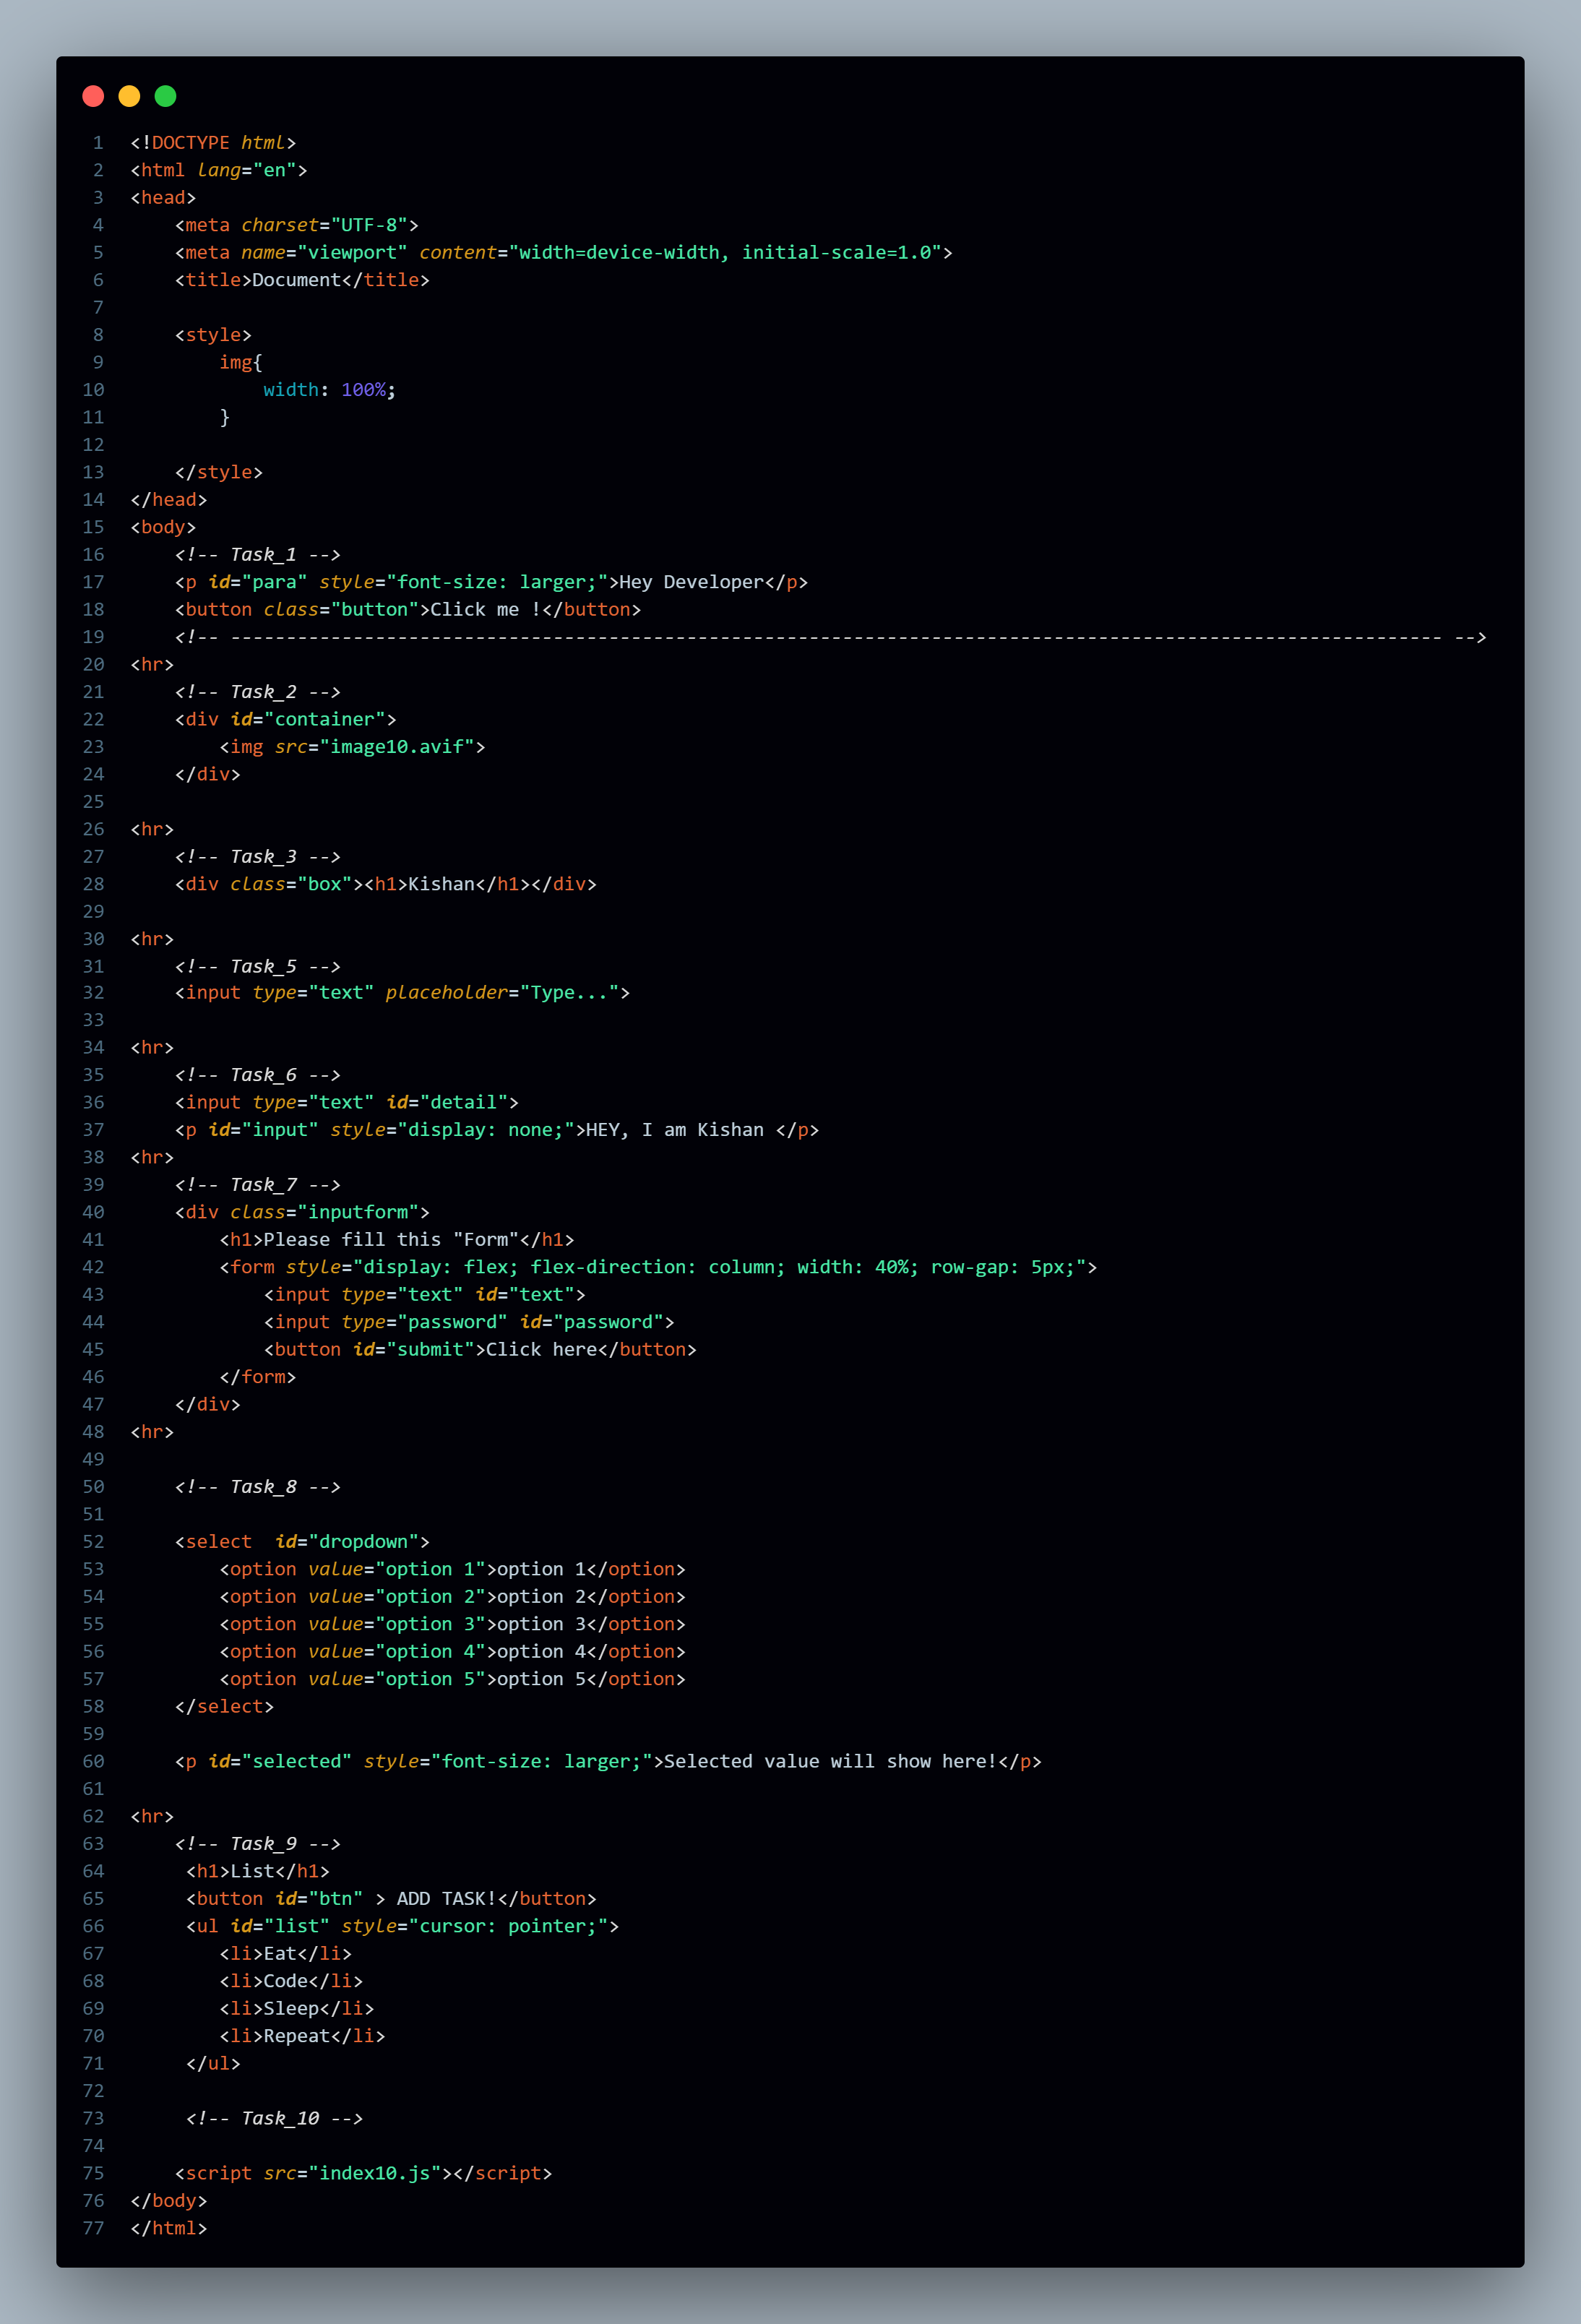 1 <!DOCTYPE html>
2 <html lang="en">
3 <head>
4     <meta charset="UTF-8">
5     <meta name="viewport" content="width=device-width, initial-scale=1.0">
6     <title>Document</title>
7
8     <style>
9         img{
10             width: 100%;
11         }
12
13     </style>
14 </head>
15 <body>
16     <!-- Task_1 -->
17     <p id="para" style="font-size: larger;">Hey Developer</p>
18     <button class="button">Click me !</button>
19     <!-- ------------------------------------------------------------------------------------------------------------- -->
20 <hr>
21     <!-- Task_2 -->
22     <div id="container">
23         <img src="image10.avif">
24     </div>
25
26 <hr>
27     <!-- Task_3 -->
28     <div class="box"><h1>Kishan</h1></div>
29
30 <hr>
31     <!-- Task_5 -->
32     <input type="text" placeholder="Type...">
33
34 <hr>
35     <!-- Task_6 -->
36     <input type="text" id="detail">
37     <p id="input" style="display: none;">HEY, I am Kishan </p>
38 <hr>
39     <!-- Task_7 -->
40     <div class="inputform">
41         <h1>Please fill this "Form"</h1>
42         <form style="display: flex; flex-direction: column; width: 40%; row-gap: 5px;">
43             <input type="text" id="text">
44             <input type="password" id="password">
45             <button id="submit">Click here</button>
46         </form>
47     </div>
48 <hr>
49
50     <!-- Task_8 -->
51
52     <select  id="dropdown">
53         <option value="option 1">option 1</option>
54         <option value="option 2">option 2</option>
55         <option value="option 3">option 3</option>
56         <option value="option 4">option 4</option>
57         <option value="option 5">option 5</option>
58     </select>
59
60     <p id="selected" style="font-size: larger;">Selected value will show here!</p>
61
62 <hr>
63     <!-- Task_9 -->
64      <h1>List</h1>
65      <button id="btn" > ADD TASK!</button>
66      <ul id="list" style="cursor: pointer;">
67         <li>Eat</li>
68         <li>Code</li>
69         <li>Sleep</li>
70         <li>Repeat</li>
71      </ul>
72
73      <!-- Task_10 -->
74
75     <script src="index10.js"></script>
76 </body>
77 </html>